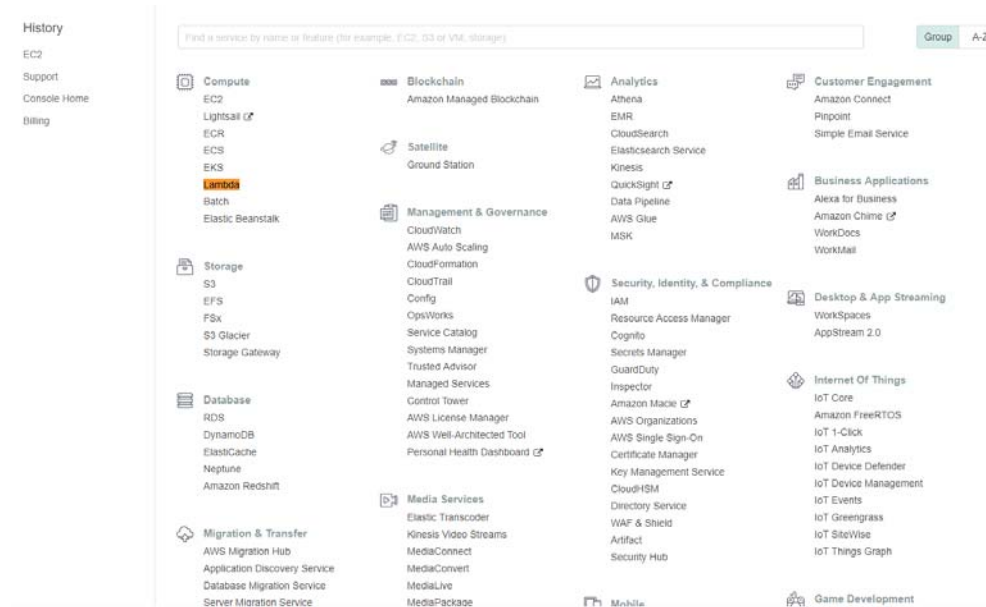 History
EC2
Support
Console Home
Billing
Find a service by name or feature (for example, EC2, S3 or VM, storage)
Group
A-Z
Compute
EC2
Lightsail
ECR
ECS
EKS
Lambda
Batch
Elastic Beanstalk
Storage
S3
EFS
FSx
S3 Glacier
Storage Gateway
Database
RDS
DynamoDB
ElastiCache
Neptune
Amazon Redshift
Migration & Transfer
AWS Migration Hub
Application Discovery Service
Database Migration Service
Server Migration Service
Blockchain
Amazon Managed Blockchain
Satellite
Ground Station
Management & Governance
CloudWatch
AWS Auto Scaling
CloudFormation
CloudTrail
Config
OpsWorks
Service Catalog
Systems Manager
Trusted Advisor
Managed Services
Control Tower
AWS License Manager
AWS Well-Architected Tool
Personal Health Dashboard
Media Services
Elastic Transcoder
Kinesis Video Streams
MediaConnect
MediaConvert
MediaLive
MediaPackage
Analytics
Athena
EMR
CloudSearch
Elasticsearch Service
Kinesis
QuickSight
Data Pipeline
AWS Glue
MSK
Security, Identity, & Compliance
IAM
Resource Access Manager
Cognito
Secrets Manager
GuardDuty
Inspector
Amazon Macie
AWS Organizations
AWS Single Sign-On
Certificate Manager
Key Management Service
CloudHSM
Directory Service
WAF & Shield
Artifact
Security Hub
Mobile
Customer Engagement
Amazon Connect
Pinpoint
Simple Email Service
Business Applications
Alexa for Business
Amazon Chime
WorkDocs
WorkMail
Desktop & App Streaming
WorkSpaces
AppStream 2.0
Internet Of Things
IoT Core
Amazon FreeRTOS
IoT 1-Click
IoT Analytics
IoT Device Defender
IoT Device Management
IoT Events
IoT Greengrass
IoT SiteWise
IoT Things Graph
Game Development